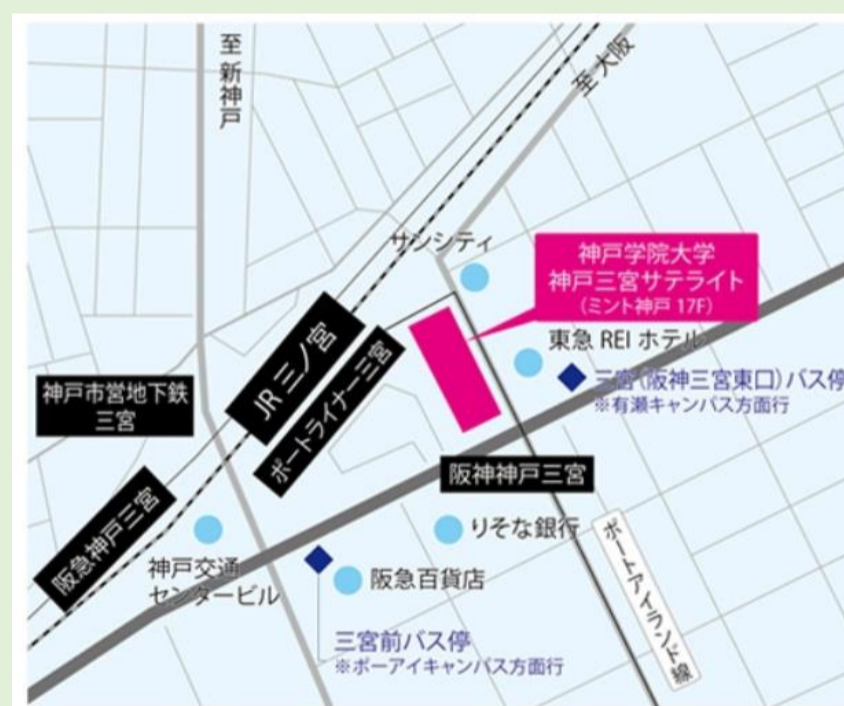 至 新神戸
至 大阪
サンシティ
神戸学院大学
神戸三宮サテライト
(ミント神戸 17F)
東急 REI ホテル
三宮(阪神三宮東口)バス停
※有瀬キャンパス方面行
JR 三ノ宮
ポートライナー三宮
神戸市営地下鉄
三宮
阪神神戸三宮
阪急神戸三宮
りそな銀行
神戸交通
センタービル
阪急百貨店
ポートアイランド線
三宮前バス停
※ポーアイキャンパス方面行